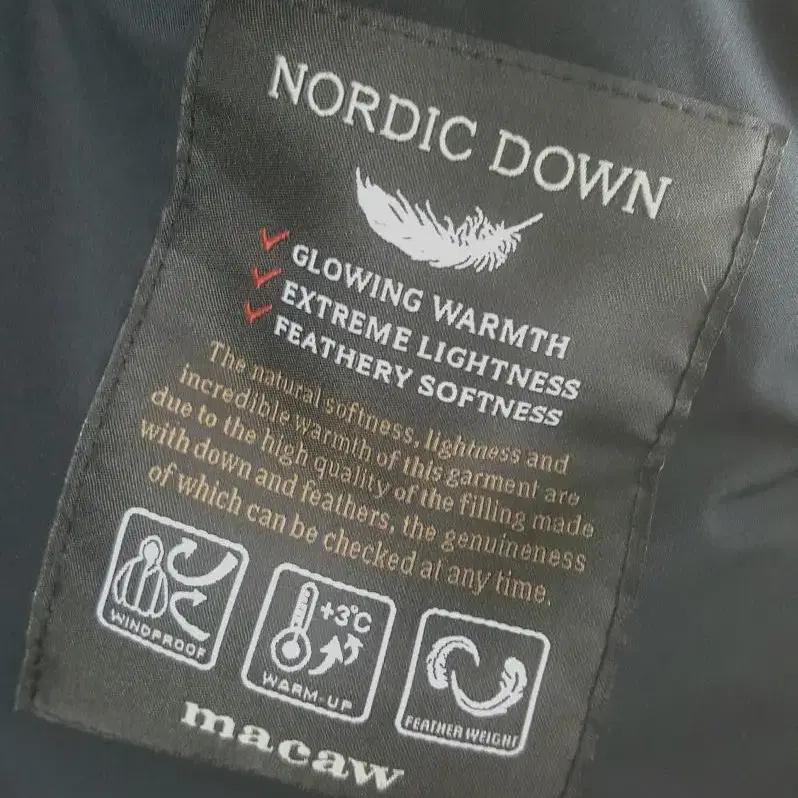 NORDIC DOWN
GLOWING WARMTH
EXTREME LIGHTNESS
FEATHERY SOFTNESS
The natural softness, lightness and
incredible warmth of this garment are
due to the high quality of the filling made
with down and feathers, the genuineness
of which can be checked at any time.
WINDPROOF
+3°C
WARM-UP
FEATHER WEIGHT
macaw